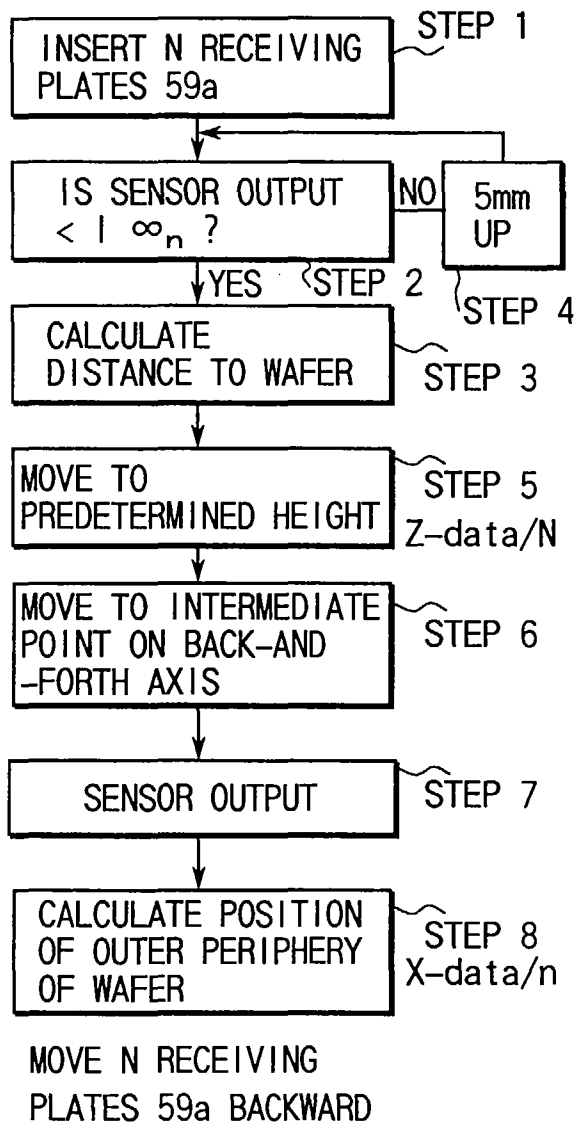 INSERT N RECEIVING
PLATES 59a
STEP 1
IS SENSOR OUTPUT
< | ∞n ?
NO
5mm
UP
YES
STEP 2
STEP 4
CALCULATE
DISTANCE TO WAFER
STEP 3
MOVE TO
PREDETERMINED HEIGHT
STEP 5
Z-data/N
MOVE TO INTERMEDIATE
POINT ON BACK-AND
-FORTH AXIS
STEP 6
SENSOR OUTPUT
STEP 7
CALCULATE POSITION
OF OUTER PERIPHERY
OF WAFER
STEP 8
X-data/n
MOVE N RECEIVING
PLATES 59a BACKWARD